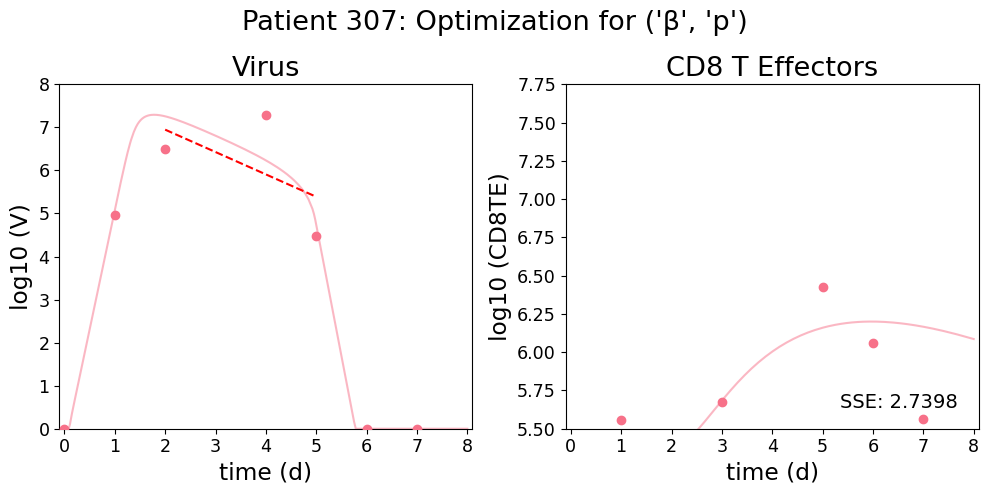 Patient 307: Optimization for ('β', 'p')
Virus
CD8 T Effectors
log10 (V)
8
7
6
5
4
3
2
1
0
0 1 2 3 4 5 6 7 8
time (d)
log10 (CD8TE)
7.75
7.50
7.25
7.00
6.75
6.50
6.25
6.00
5.75
5.50
SSE: 2.7398
0 1 2 3 4 5 6 7 8
time (d)